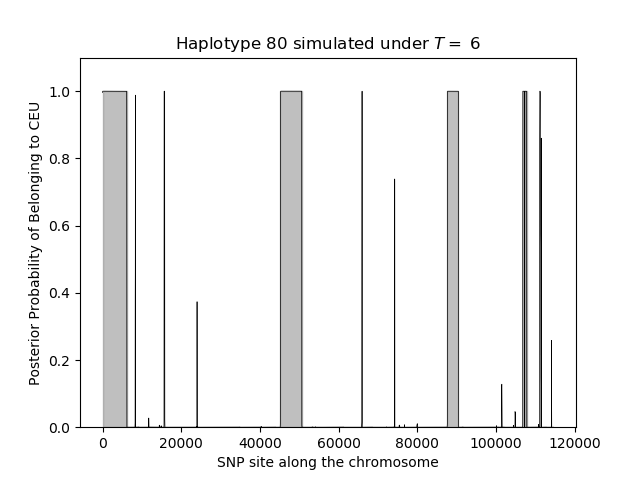 Haplotype 80 simulated under T = 6
Posterior Probability of Belonging to CEU
1.0
0.8
0.6
0.4
0.2
0.0
0 20000 40000 60000 80000 100000 120000
SNP site along the chromosome